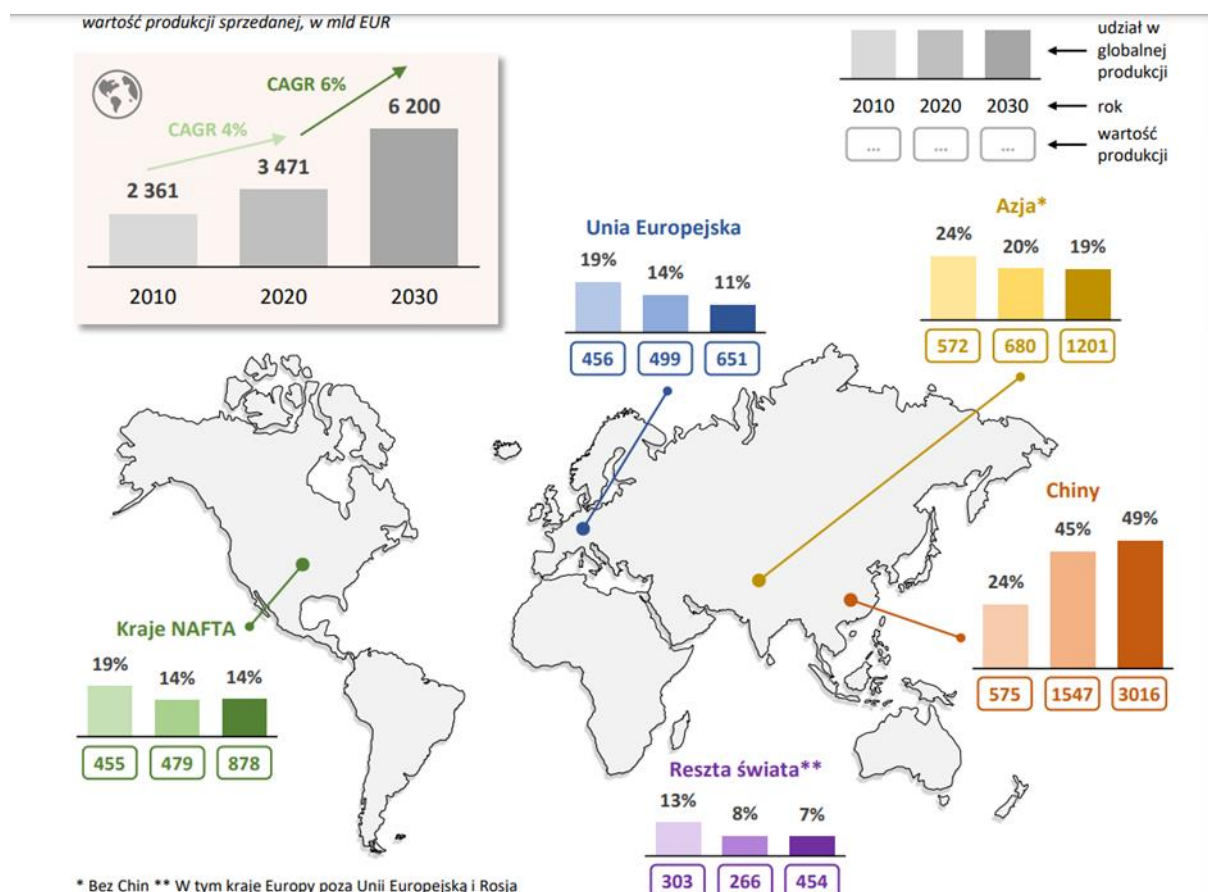 wartość produkcji sprzedanej, w mld EUR
CAGR 6%
6 200
CAGR 4%
3 471
2 361
2010 2020 2030
udział w
globalnej
produkcji
2010 2020 2030
rok
... ... ...
wartość
produkcji
Unia Europejska
19% 14% 11%
456 499 651
Azja*
24% 20% 19%
572 680 1201
Chiny
24% 45% 49%
575 1547 3016
Kraje NAFTA
19% 14% 14%
455 479 878
Reszta świata**
13% 8% 7%
303 266 454
* Bez Chin ** W tym kraje Europy poza Unii Europejską i Rosja